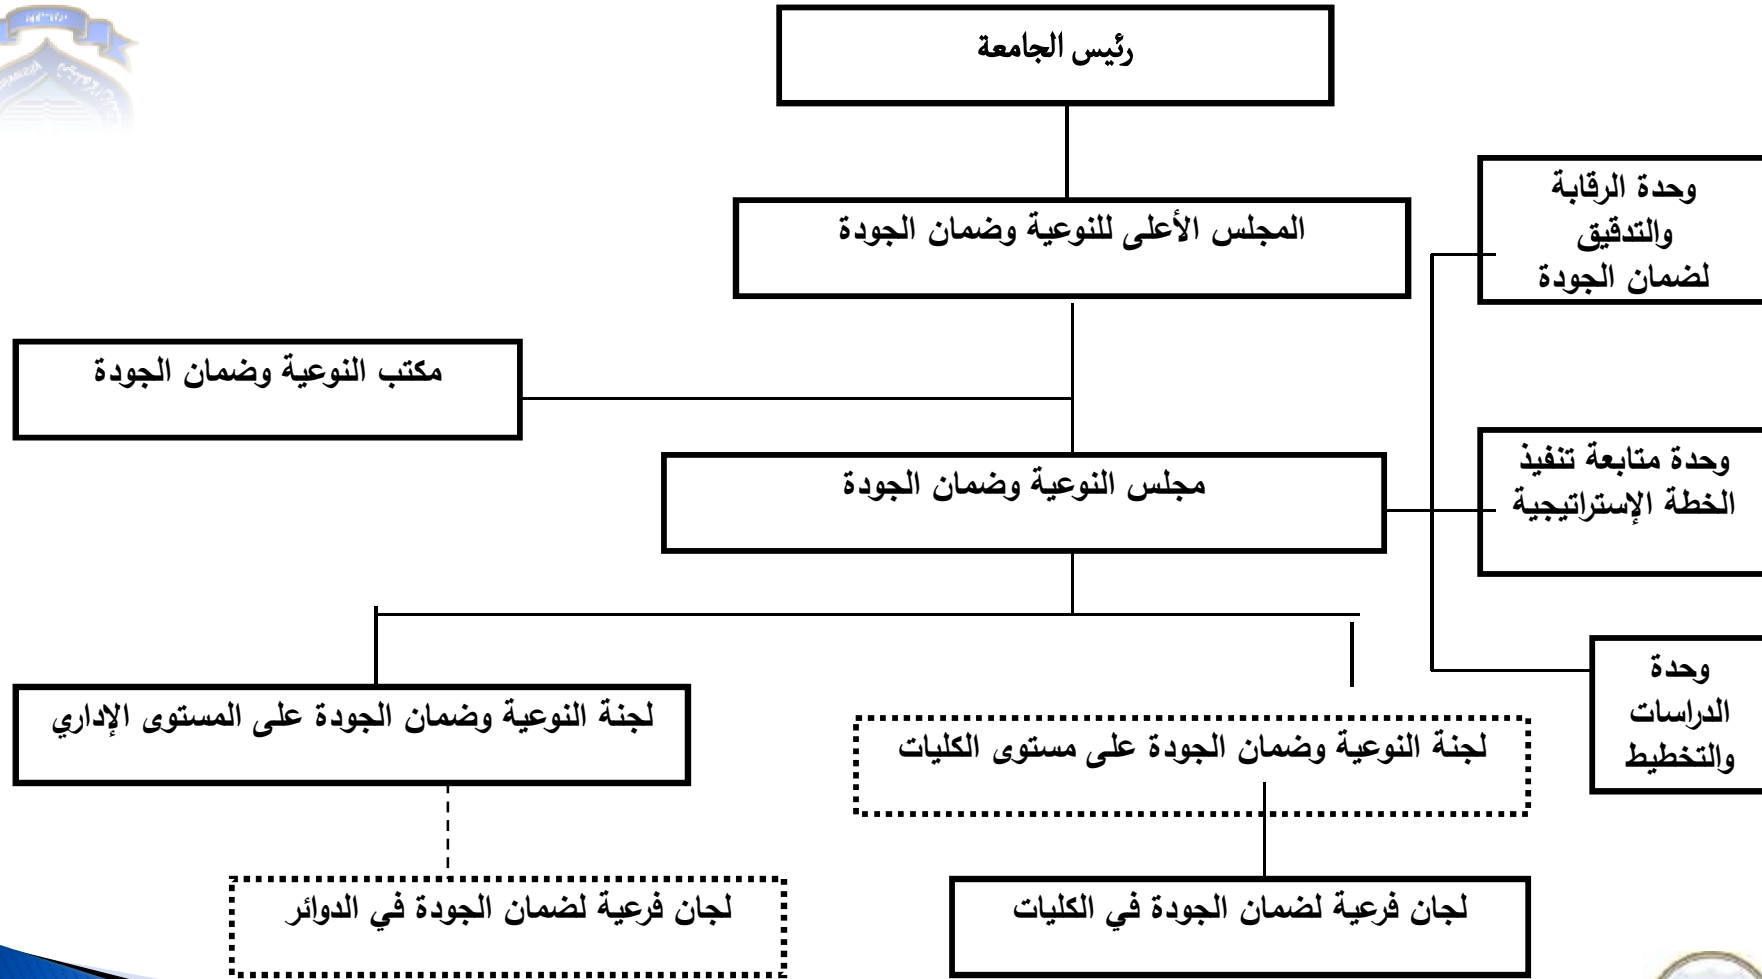 رئيس الجامعة
المجلس الأعلى للنوعية وضمان الجودة
وحدة الرقابة
والتدقيق
لضمان الجودة
مكتب النوعية وضمان الجودة
مجلس النوعية وضمان الجودة
وحدة متابعة تنفيذ
الخطة الإستراتيجية
وحدة
الدراسات
والتخطيط
لجنة النوعية وضمان الجودة على مستوى الكليات
لجنة النوعية وضمان الجودة على المستوى الإداري
لجان فرعية لضمان الجودة في الكليات
لجان فرعية لضمان الجودة في الدوائر